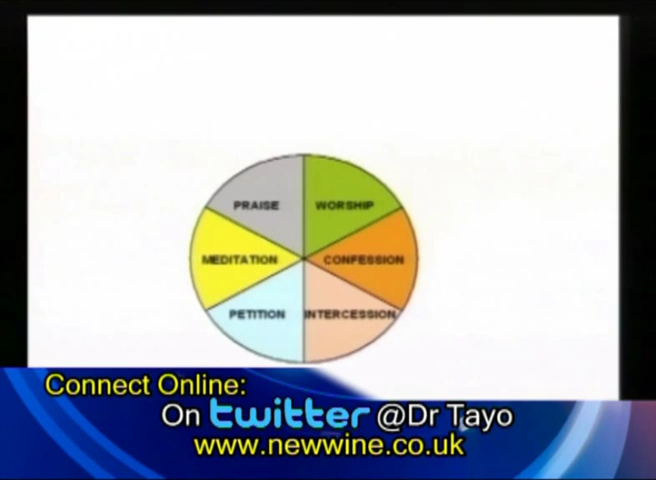 PRAISE WORSHIP
MEDITATION CONFESSION
PETITION INTERCESSION
Connect Online:
On twitter @Dr Tayo
www.newwine.co.uk